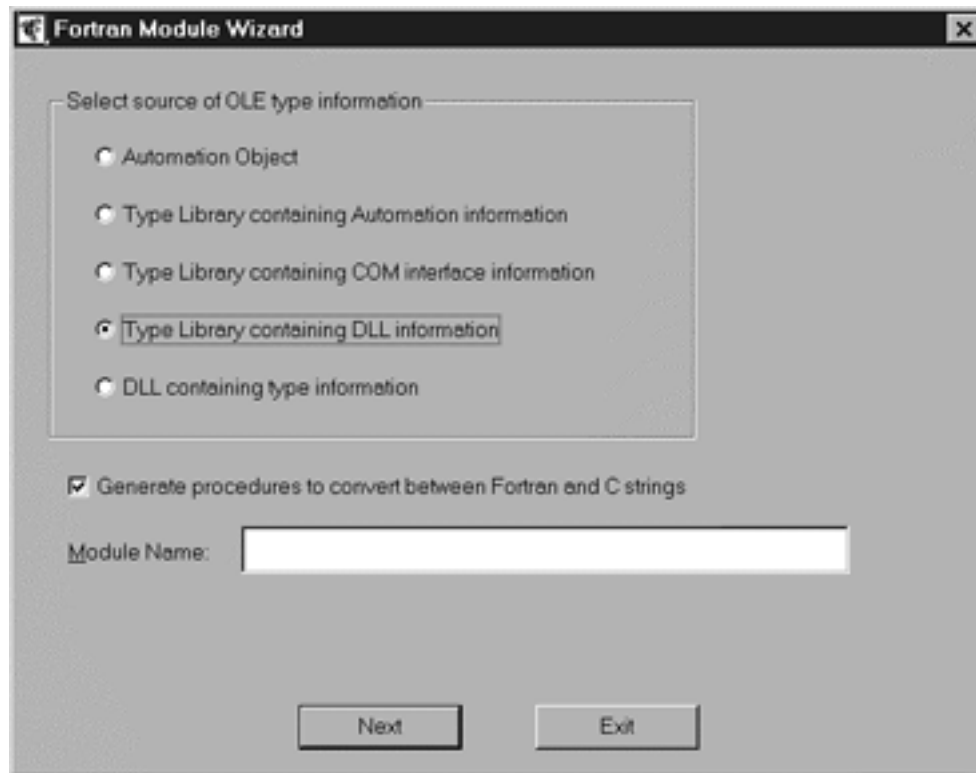 Fortran Module Wizard
Select source of OLE type information
Automation Object
Type Library containing Automation information
Type Library containing COM interface information
Type Library containing DLL information
DLL containing type information
Generate procedures to convert between Fortran and C strings
Module Name:
Next Exit